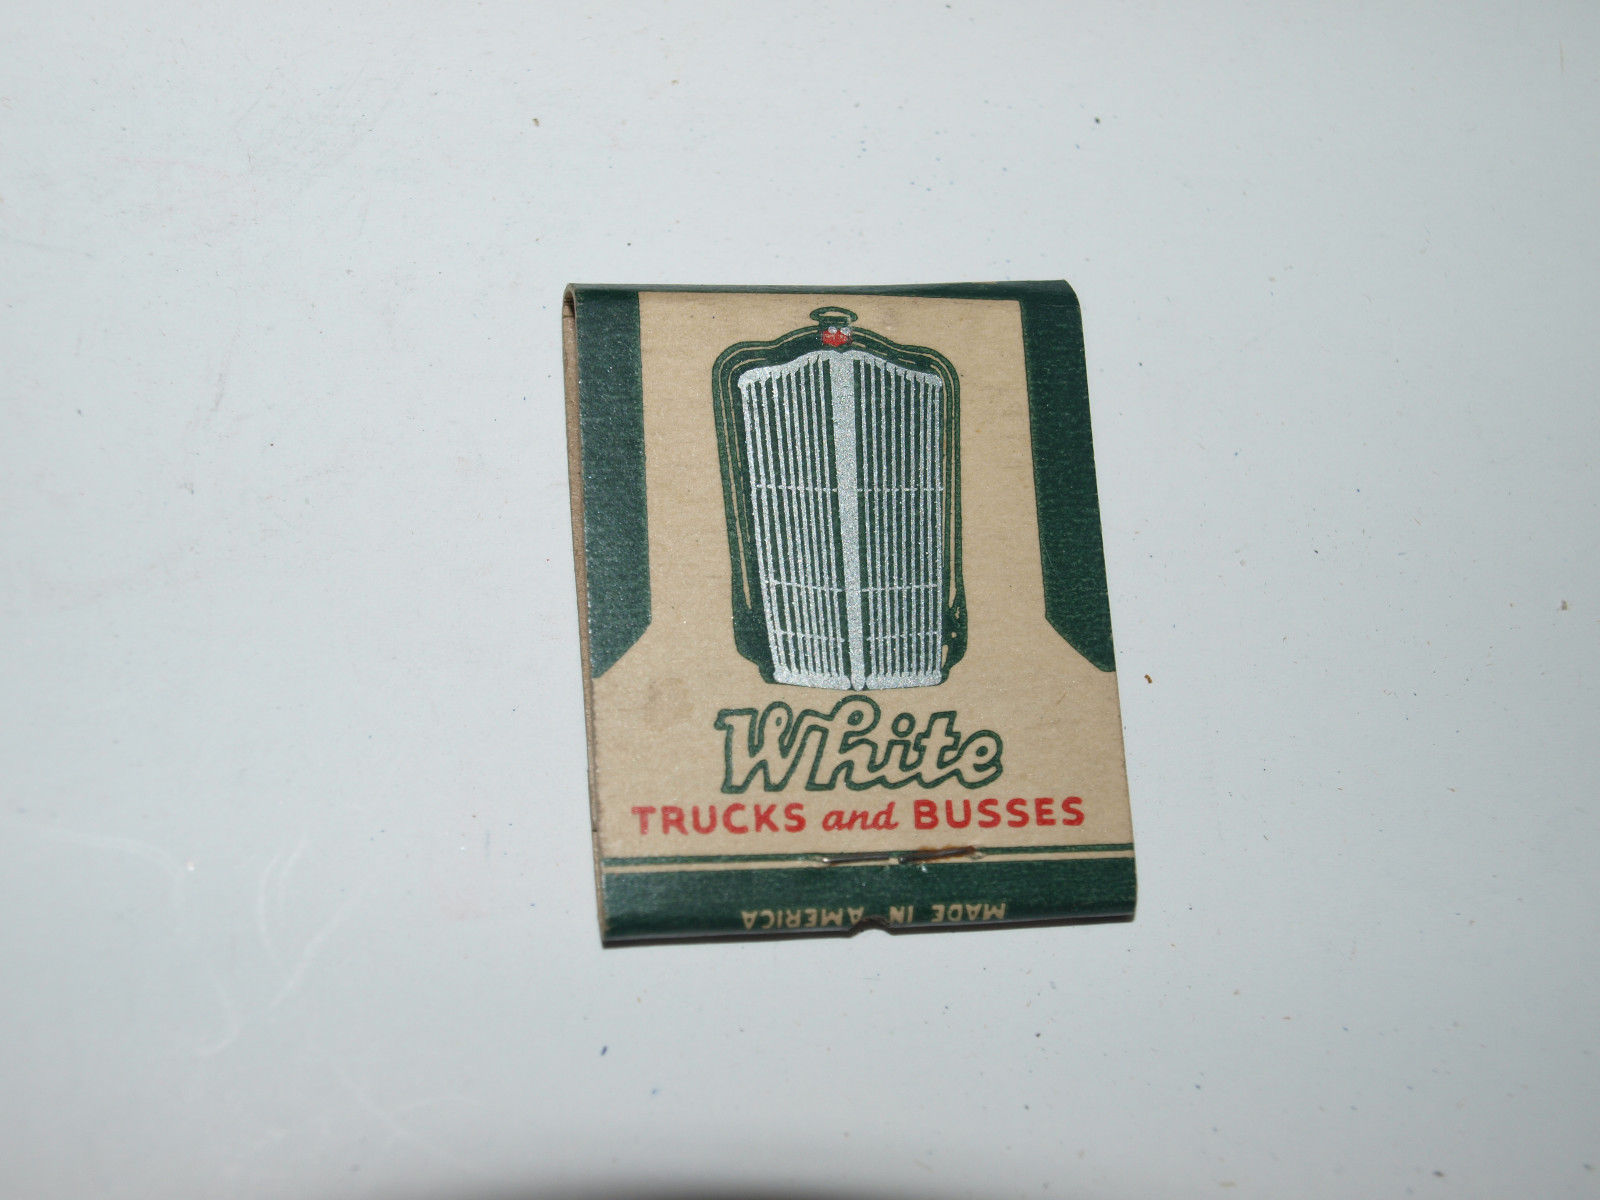 White
TRUCKS and BUSSES
MADE IN AMERICA